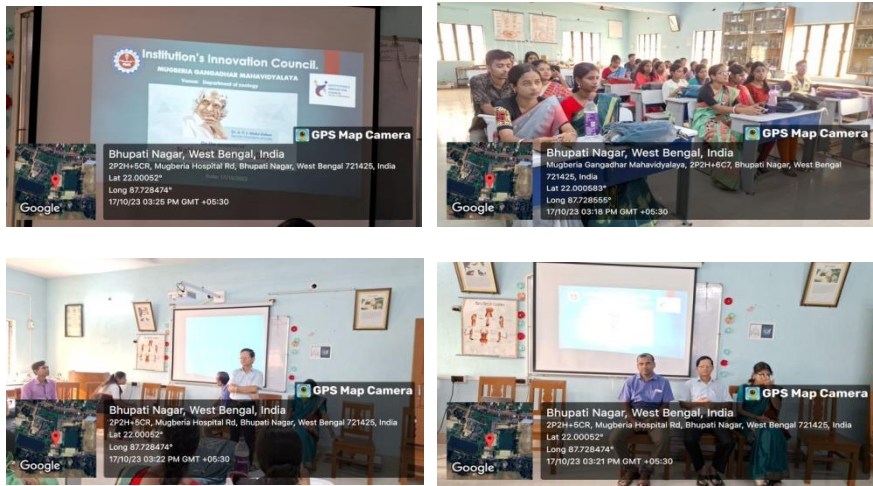 Institution's Innovation Council.
MUGBERIA GANGADHAR MAHAVIDYALAYA
Venue: Department of zoology
GPS Map Camera
Bhupati Nagar, West Bengal, India
2P2H+5CR, Mugberia Hospital Rd, Bhupati Nagar, West Bengal 721425, India
Lat 22.00052°
Long 87.728474°
17/10/23 03:25 PM GMT +05:30
Google
GPS Map Camera
Bhupati Nagar, West Bengal, India
Mugberia Gangadhar Mahavidyalaya, 2P2H+6C7, Bhupati Nagar, West Bengal
721425, India
Lat 22.000583°
Long 87.728555°
17/10/23 03:18 PM GMT +05:30
Google
GPS Map Camera
Bhupati Nagar, West Bengal, India
2P2H+5CR, Mugberia Hospital Rd, Bhupati Nagar, West Bengal 721425, India
Lat 22.00052°
Long 87.728474°
17/10/23 03:22 PM GMT +05:30
Google
GPS Map Camera
Bhupati Nagar, West Bengal, India
2P2H+5CR, Mugberia Hospital Rd, Bhupati Nagar, West Bengal 721425, India
Lat 22.00052°
Long 87.728474°
17/10/23 03:21 PM GMT +05:30
Google